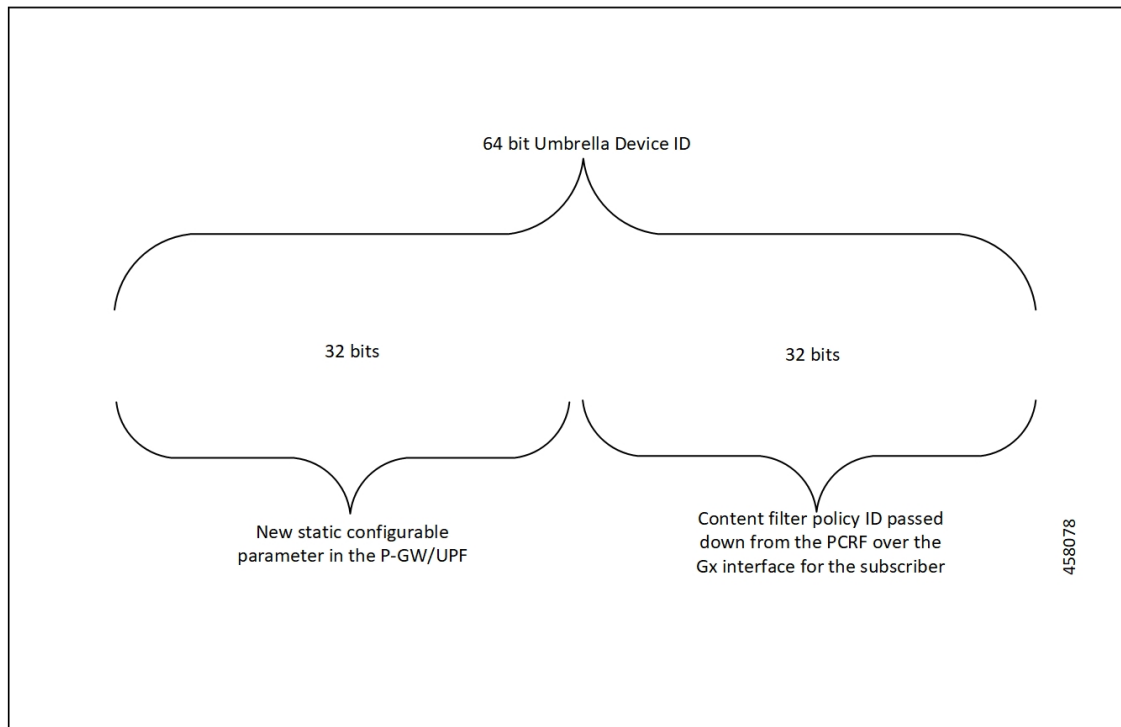 64 bit Umbrella Device ID
32 bits
32 bits
New static configurable
parameter in the P-GW/UPF
Content filter policy ID passed
down from the PCRF over the
Gx interface for the subscriber
458078